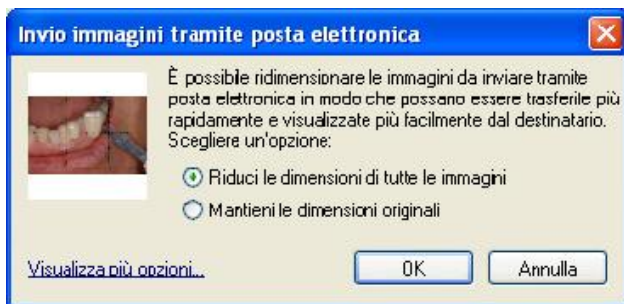 Invio immagini tramite posta elettronica
È possibile ridimensionare le immagini da inviare tramite
posta elettronica in modo che possano essere trasferite più
rapidamente e visualizzate più facilmente dal destinatario.
Scegliere un'opzione:
Riduci le dimensioni di tutte le immagini
Mantieni le dimensioni originali
Visualizza più opzioni...
OK
Annulla